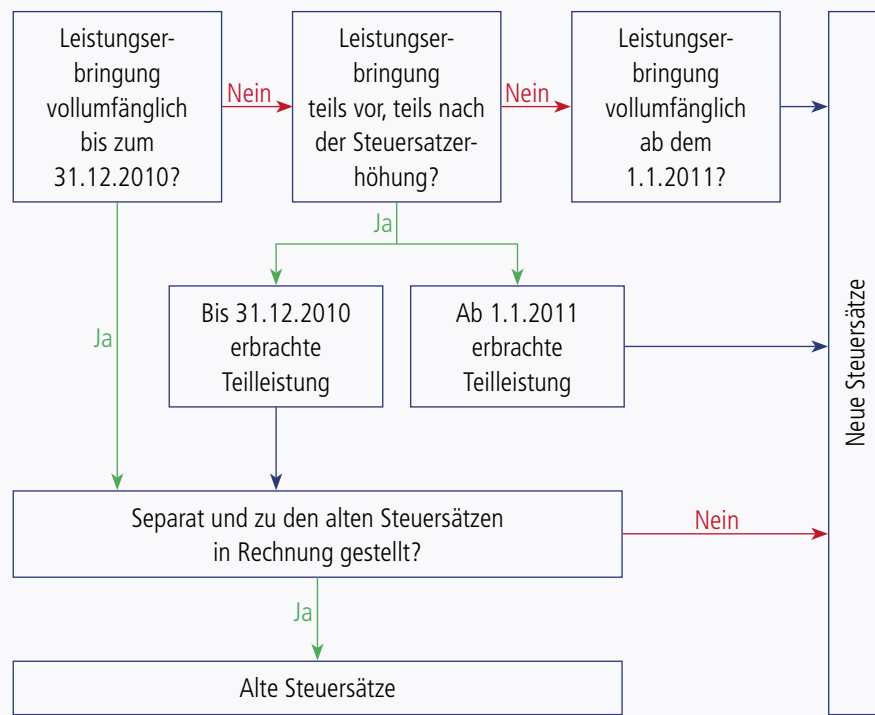 Leistungser-
bringung
vollumfänglich
bis zum
31.12.2010?
Nein
Leistungser-
bringung
teils vor, teils nach
der Steuersatzer-
höhung?
Nein
Leistungser-
bringung
vollumfänglich
ab dem
1.1.2011?
Ja
Ja
Bis 31.12.2010
erbrachte
Teilleistung
Ab 1.1.2011
erbrachte
Teilleistung
Neue Steuersätze
Separat und zu den alten Steuersätzen
in Rechnung gestellt?
Nein
Ja
Alte Steuersätze